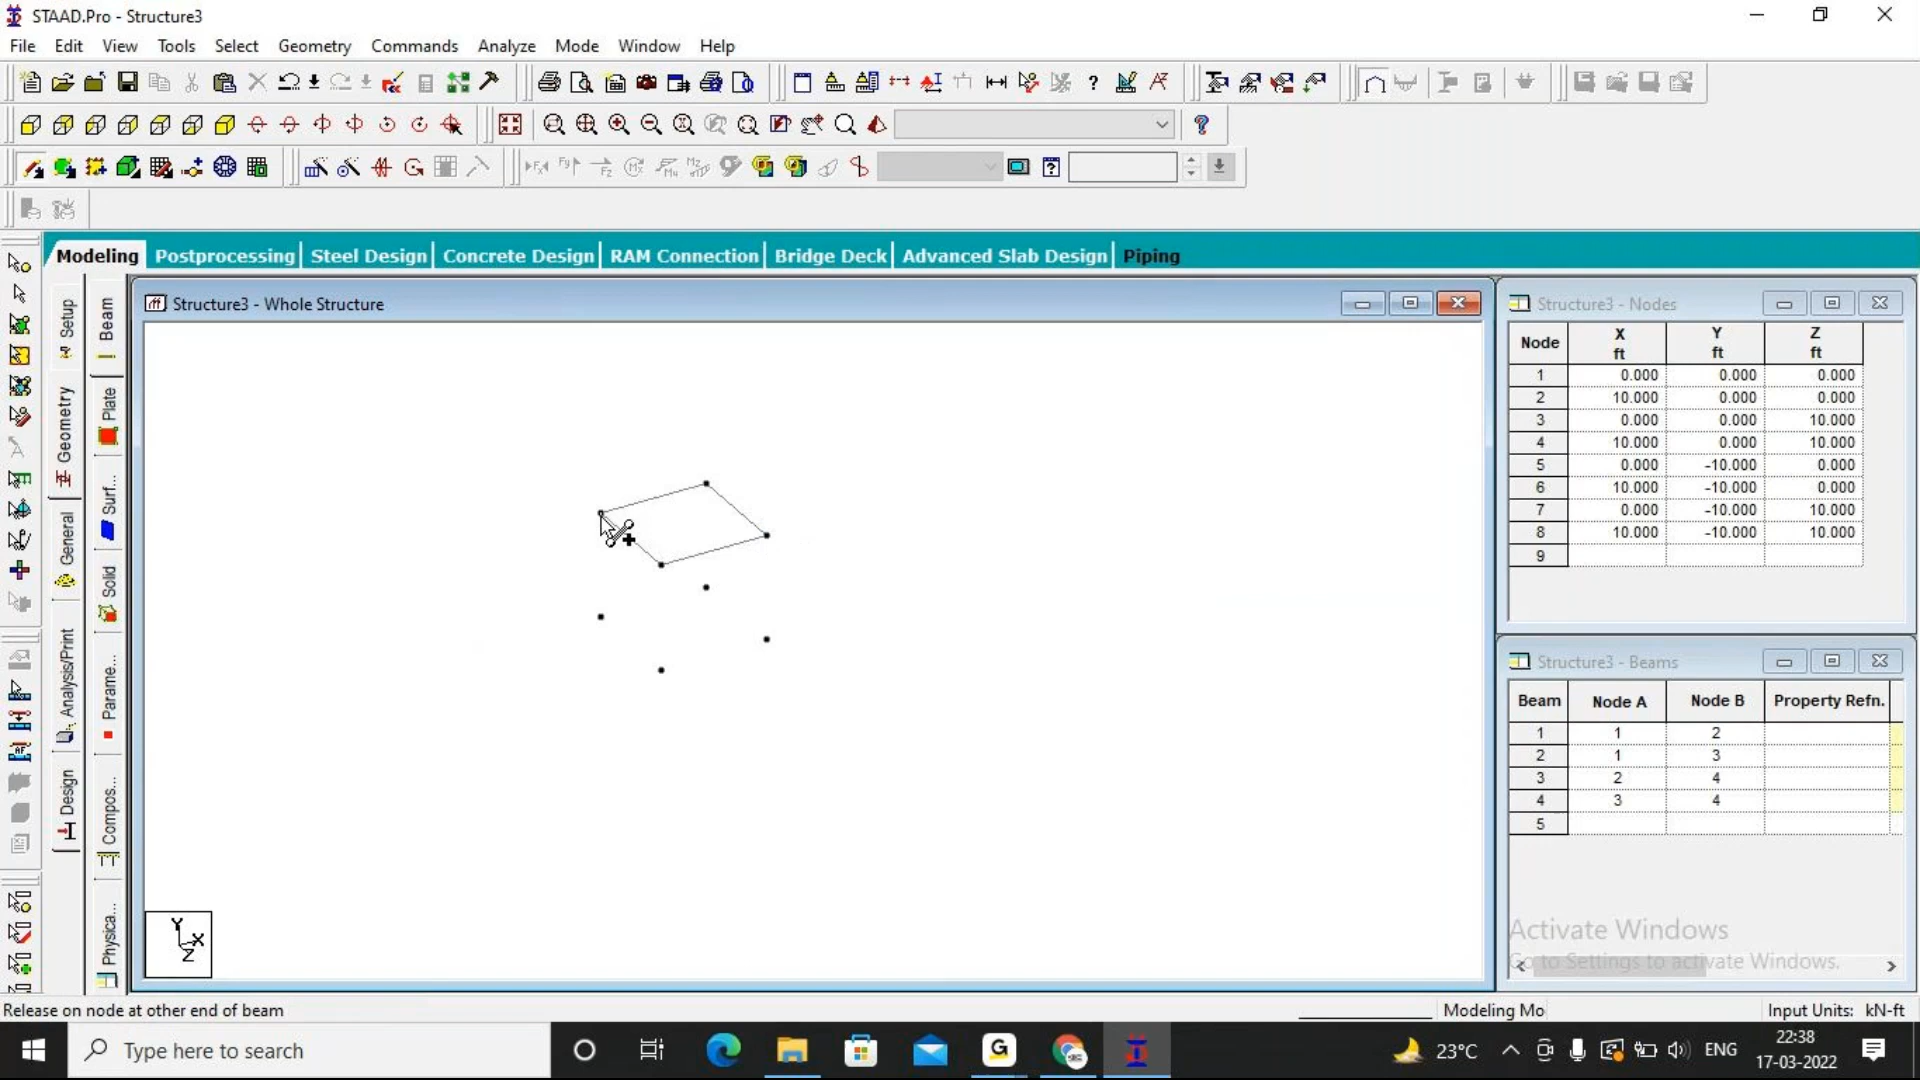 STAAD.Pro - Structure3
File Edit View Tools Select Geometry Commands Analyze Mode Window Help
Modeling Postprocessing Steel Design Concrete Design RAM Connection Bridge Deck Advanced Slab Design Piping
Setup
Geometry
General
Analysis/Print
Design
Beam
Plate
Surf...
Solid
Parame...
Compos...
Physica...
Structure3 - Whole Structure
Y
X
Z
Structure3 - Nodes
Node X ft Y ft Z ft
1 0.000 0.000 0.000
2 10.000 0.000 0.000
3 0.000 0.000 10.000
4 10.000 0.000 10.000
5 0.000 -10.000 0.000
6 10.000 -10.000 0.000
7 0.000 -10.000 10.000
8 10.000 -10.000 10.000
9
Structure3 - Beams
Beam Node A Node B Property Refn.
1 1 2
2 1 3
3 2 4
4 3 4
5
Activate Windows
Go to Settings to activate Windows.
Release on node at other end of beam
Modeling Mo
Input Units: kN-ft
Type here to search
23°C
ENG
22:38
17-03-2022